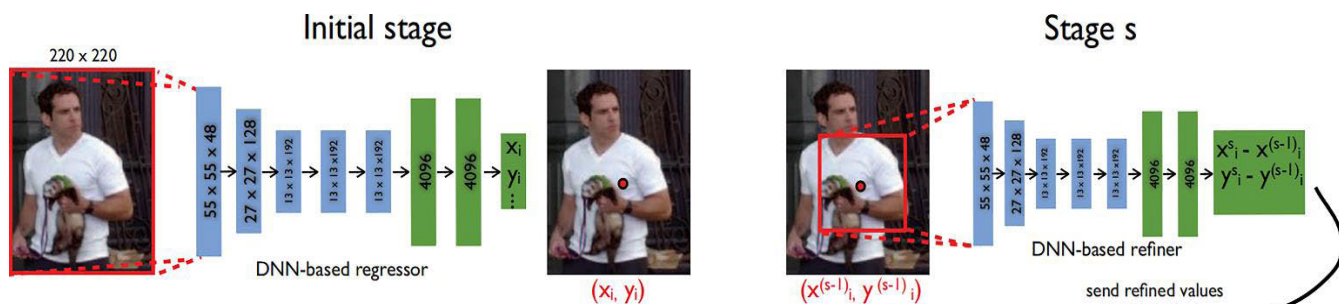 Initial stage
220 x 220
55 x 55 x 48
27 x 27 x 128
13 x 13 x 192
13 x 13 x 192
13 x 13 x 192
4096
4096
xᵢ
yᵢ
...
DNN-based regressor
(xᵢ, yᵢ)
Stage s
55 x 55 x 48
27 x 27 x 128
13 x 13 x 192
13 x 13 x 192
13 x 13 x 192
4096
4096
xˢᵢ - x⁽ˢ⁻¹⁾ᵢ
yˢᵢ - y⁽ˢ⁻¹⁾ᵢ
DNN-based refiner
(x⁽ˢ⁻¹⁾ᵢ, y⁽ˢ⁻¹⁾ᵢ)
send refined values